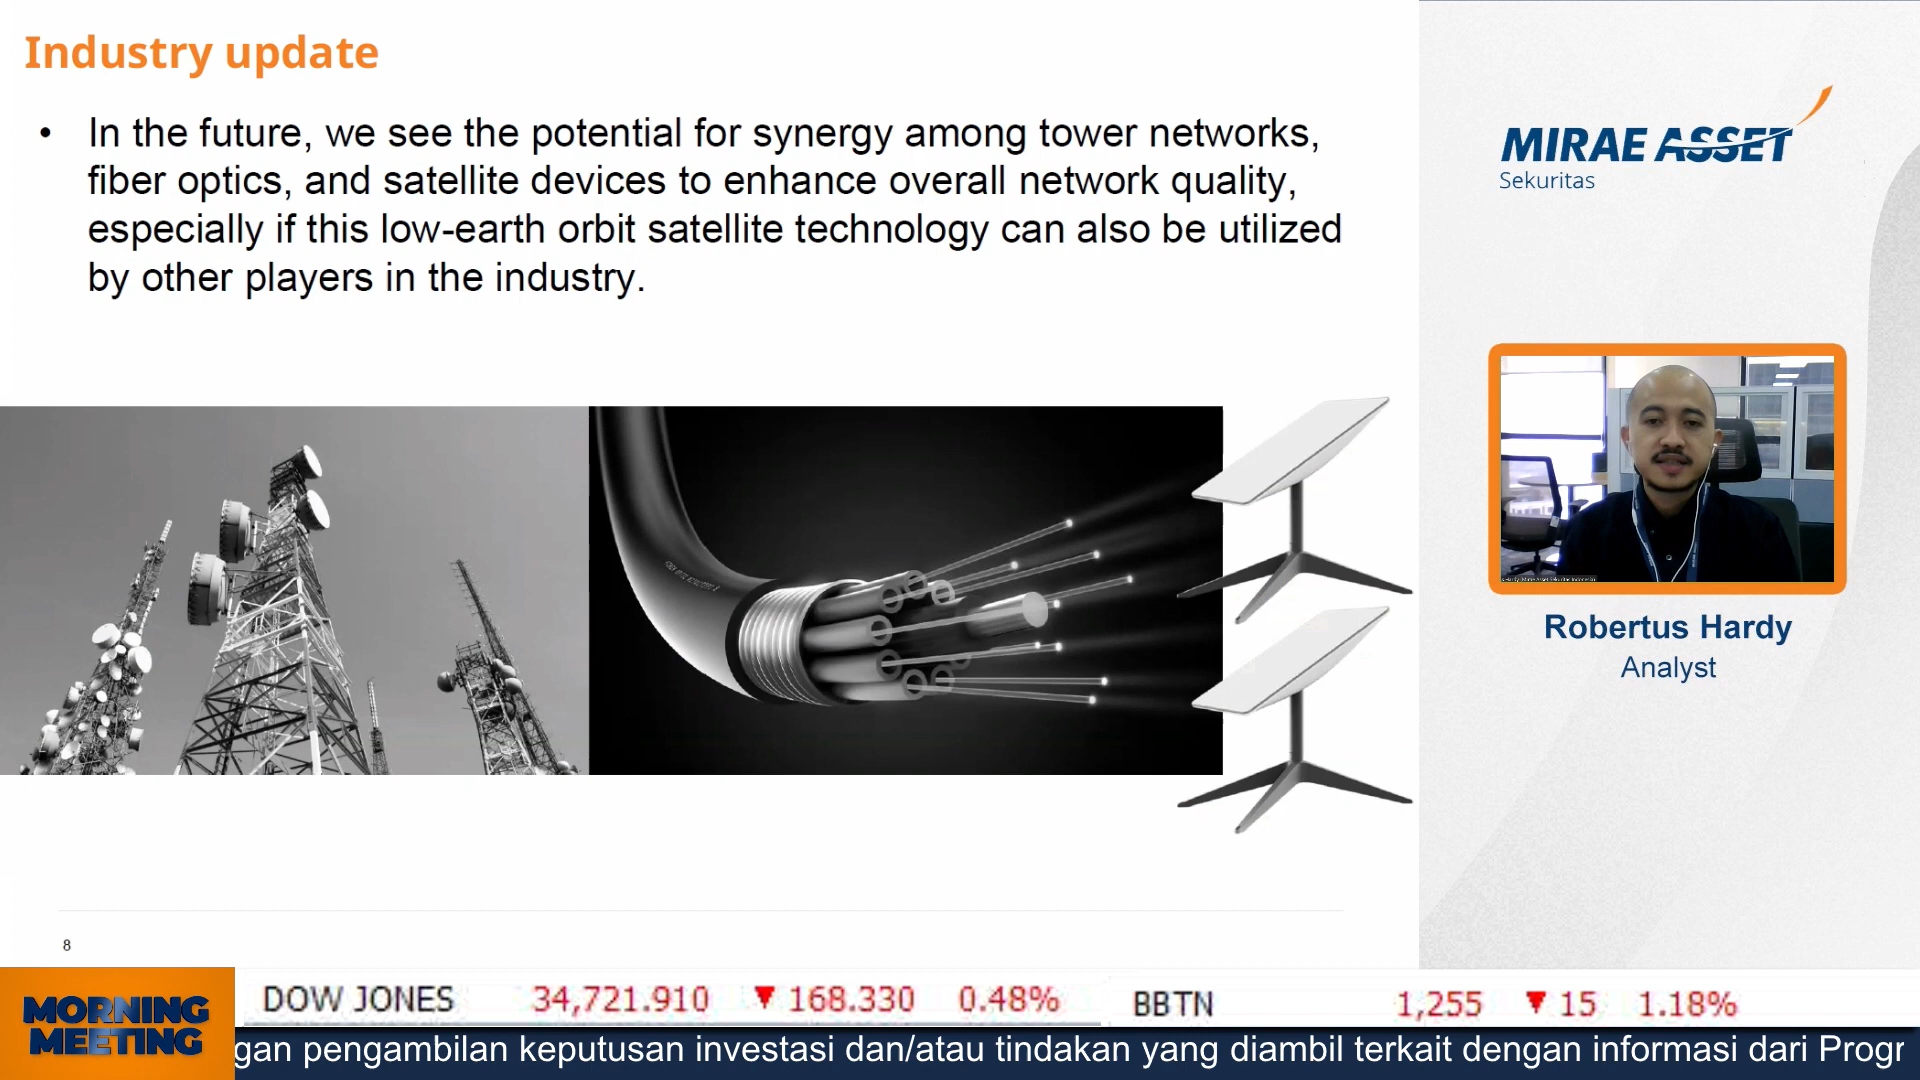 Industry update
• In the future, we see the potential for synergy among tower networks,
fiber optics, and satellite devices to enhance overall network quality,
especially if this low-earth orbit satellite technology can also be utilized
by other players in the industry.
MIRAE ASSET
Sekuritas
Robertus Hardy
Analyst
8
MORNING
MEETING
DOW JONES 34,721.910 ▼ 168.330 0.48% BBTN 1,255 ▼ 15 1.18%
gan pengambilan keputusan investasi dan/atau tindakan yang diambil terkait dengan informasi dari Progr